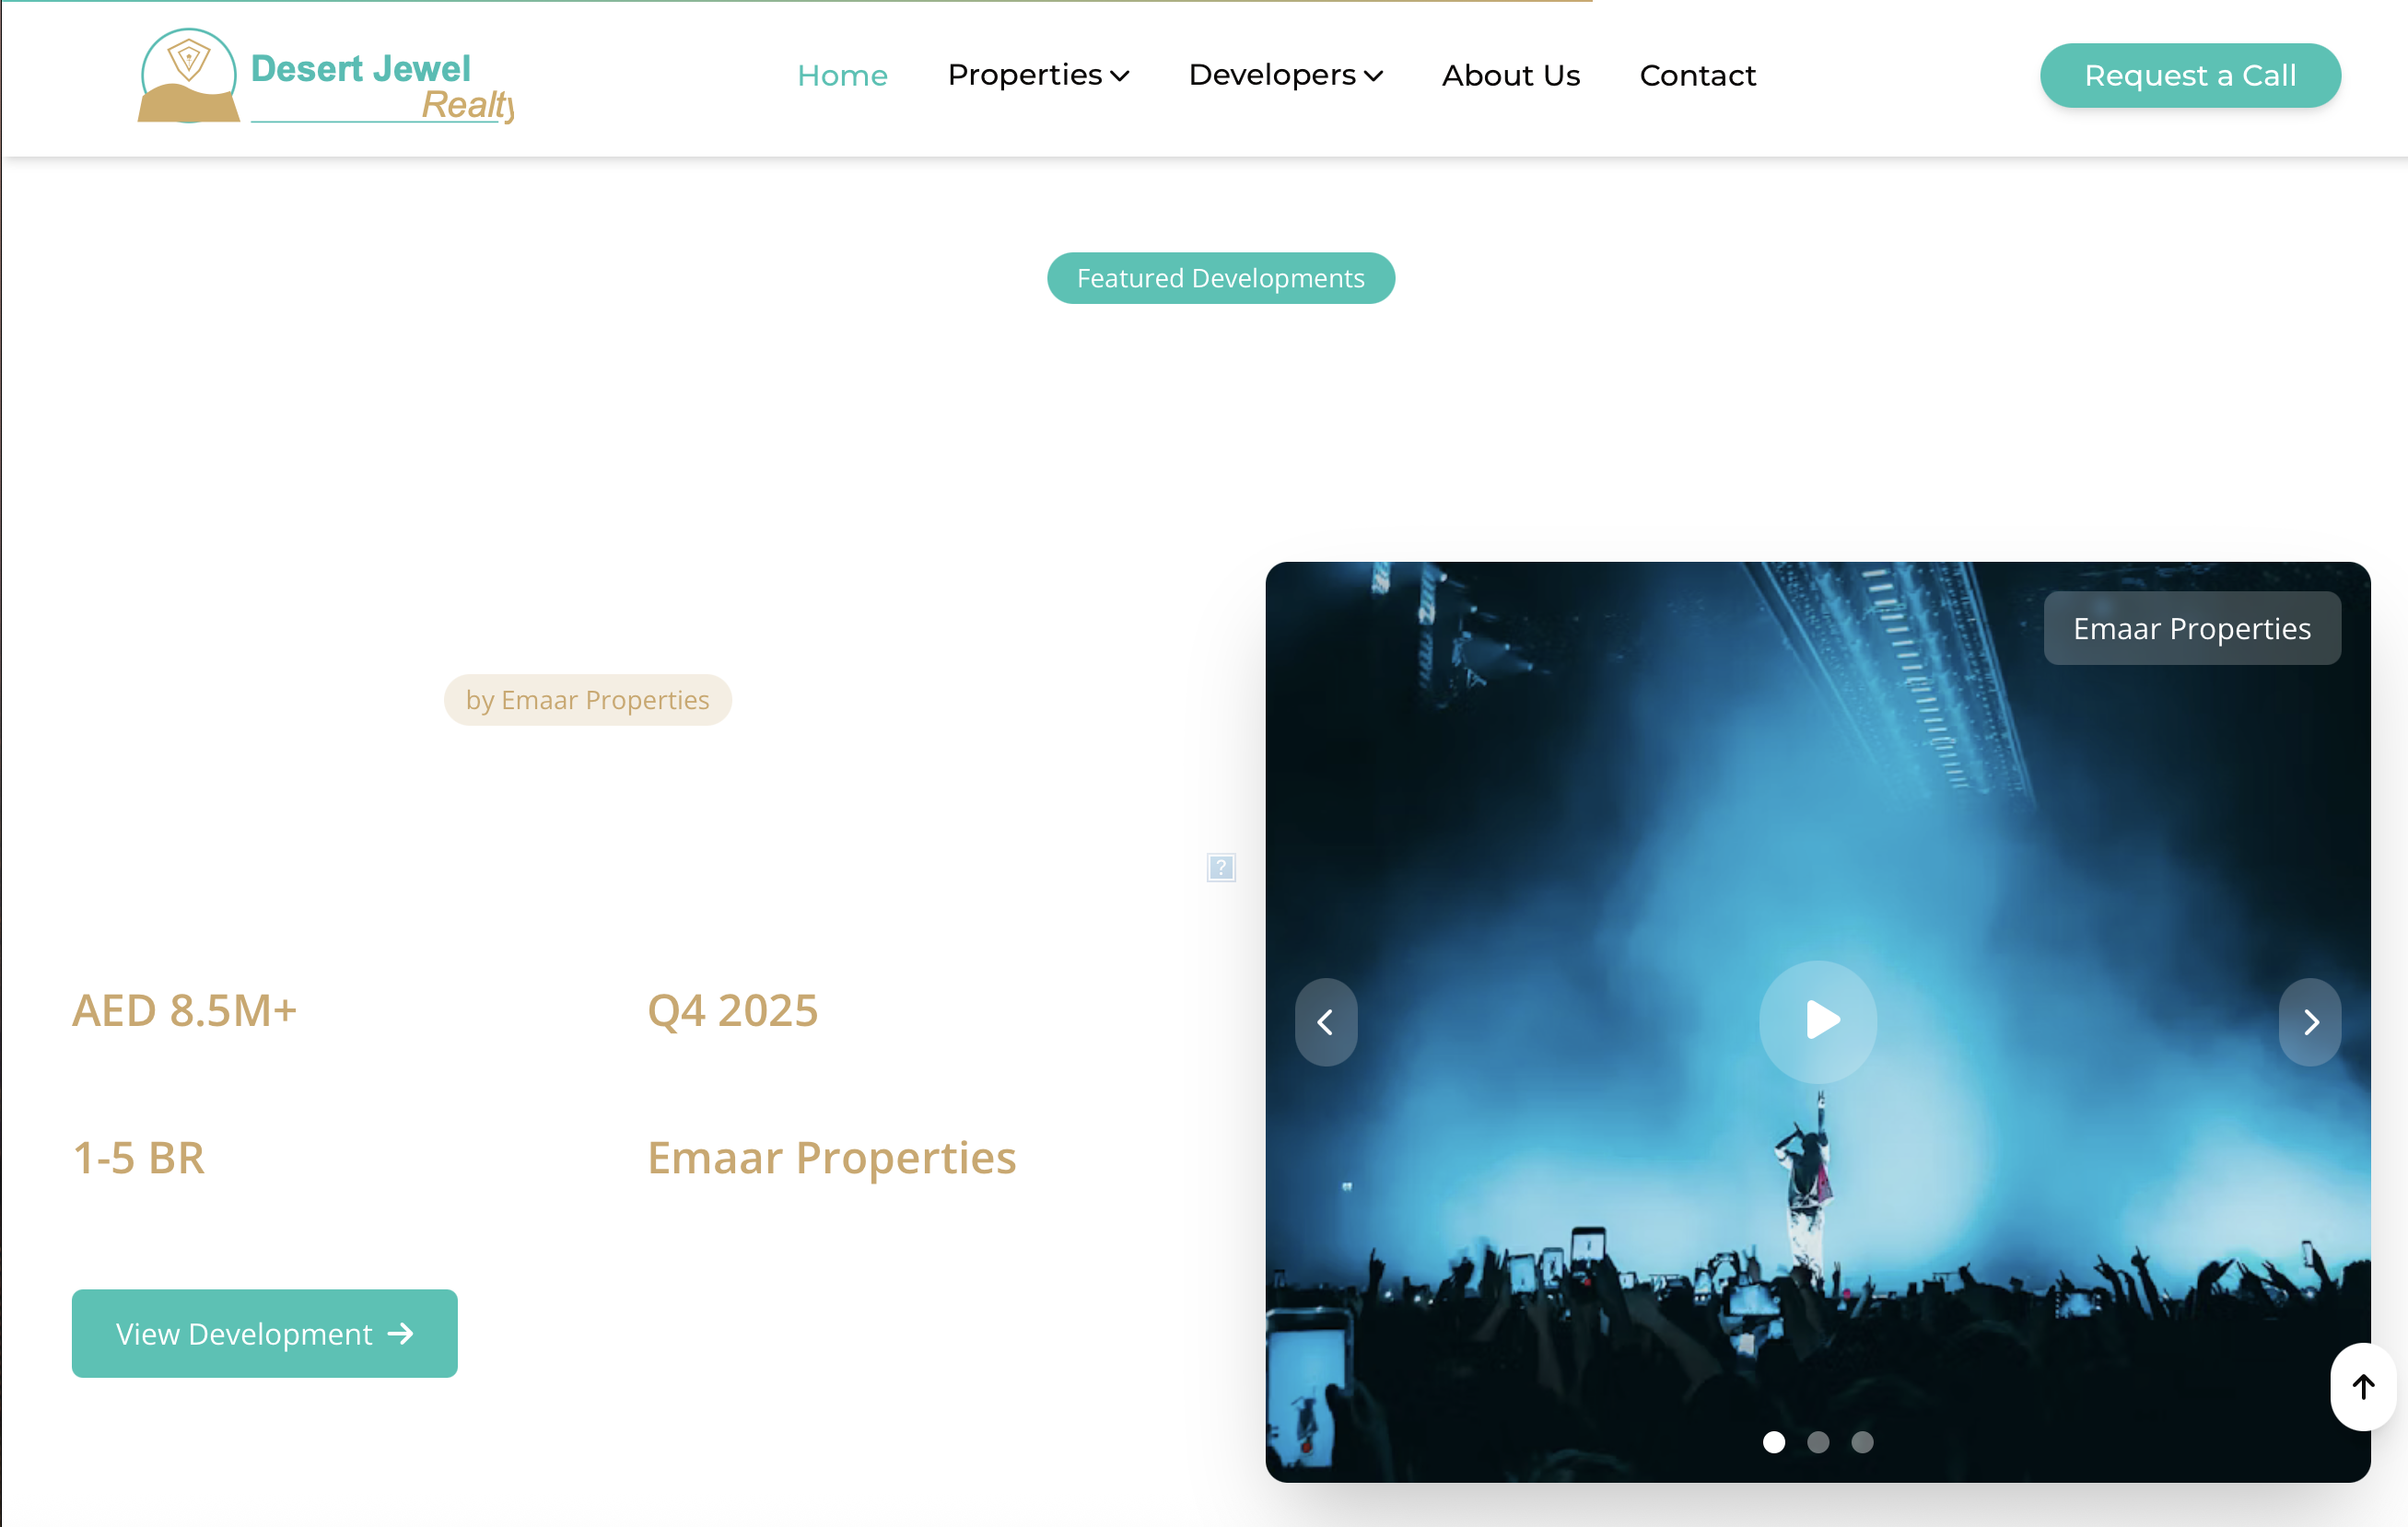 Desert Jewel
Realty
Home
Properties
Developers
About Us
Contact
Request a Call
Featured Developments
Emaar Properties
by Emaar Properties
?
AED 8.5M+
Q4 2025
1-5 BR
Emaar Properties
View Development